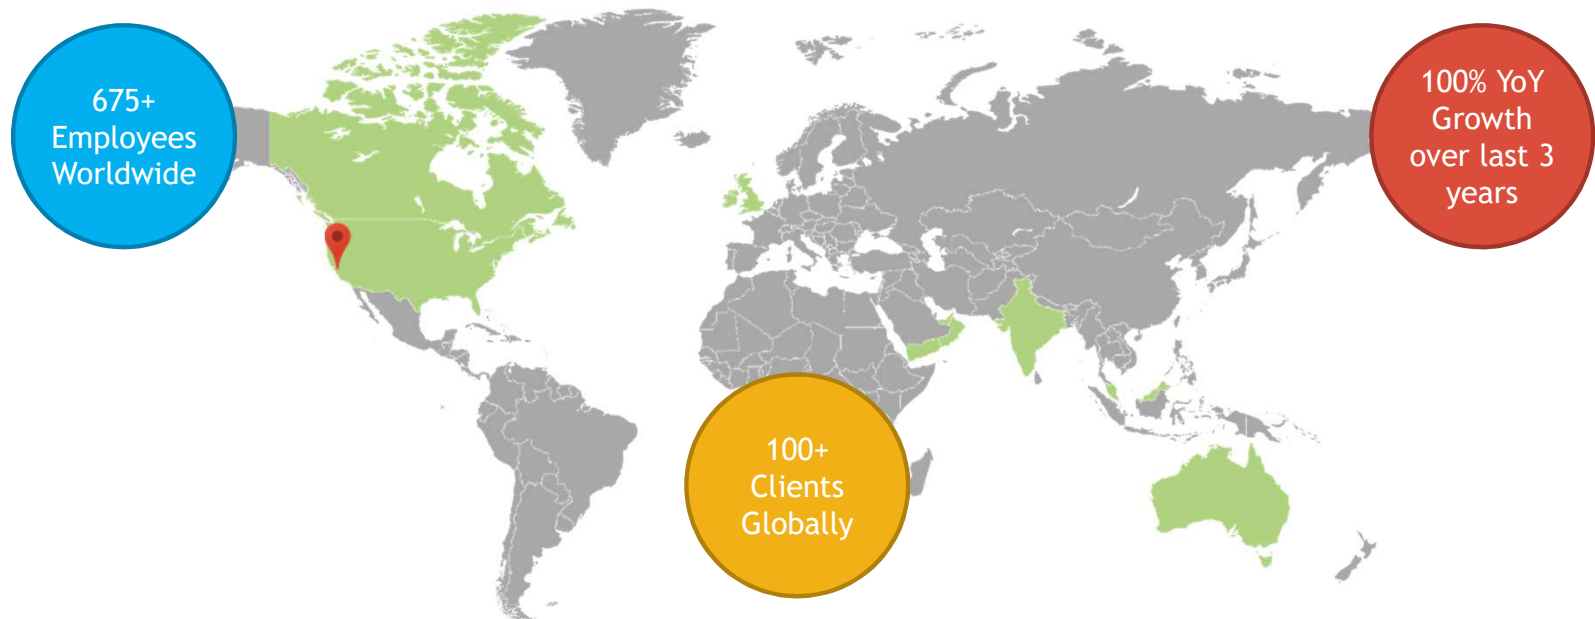 675+
Employees
Worldwide
100% YoY
Growth
over last 3
years
100+
Clients
Globally